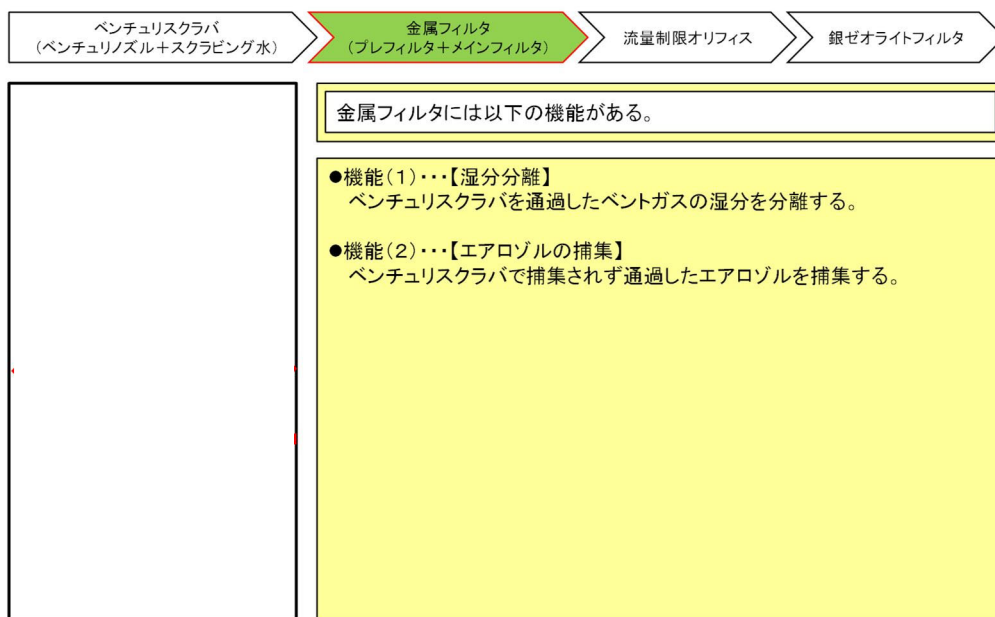 ベンチュリスクラバ
(ベンチュリノズル+スクラビング水)
金属フィルタ
(プレフィルタ+メインフィルタ)
流量制限オリフィス
銀ゼオライトフィルタ
金属フィルタには以下の機能がある。
●機能(1)・・・【湿分分離】
ベンチュリスクラバを通過したベントガスの湿分を分離する。
●機能(2)・・・【エアロゾルの捕集】
ベンチュリスクラバで捕集されず通過したエアロゾルを捕集する。